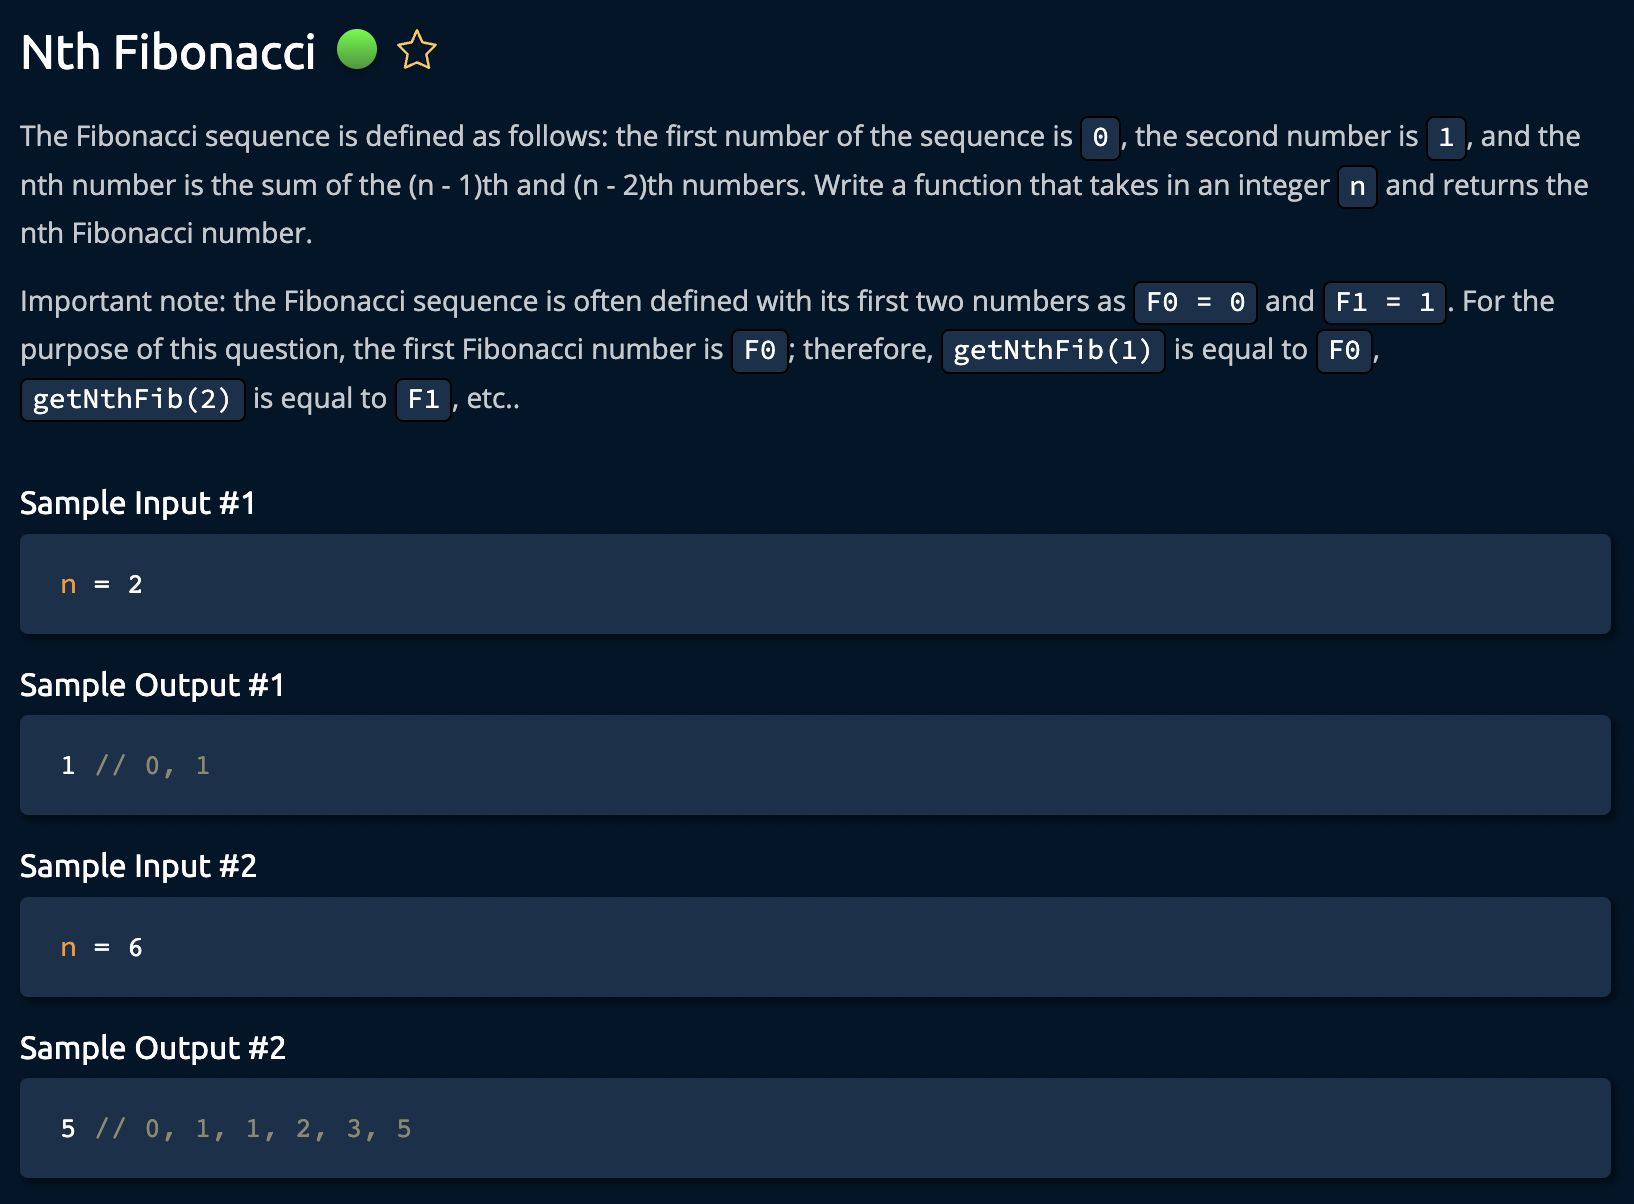 Nth Fibonacci
The Fibonacci sequence is defined as follows: the first number of the sequence is 0, the second number is 1, and the
nth number is the sum of the (n - 1)th and (n - 2)th numbers. Write a function that takes in an integer n and returns the
nth Fibonacci number.
Important note: the Fibonacci sequence is often defined with its first two numbers as F0 = 0 and F1 = 1. For the
purpose of this question, the first Fibonacci number is F0; therefore, getNthFib(1) is equal to F0,
getNthFib(2) is equal to F1, etc..
Sample Input #1
n = 2
Sample Output #1
1 // 0, 1
Sample Input #2
n = 6
Sample Output #2
5 // 0, 1, 1, 2, 3, 5